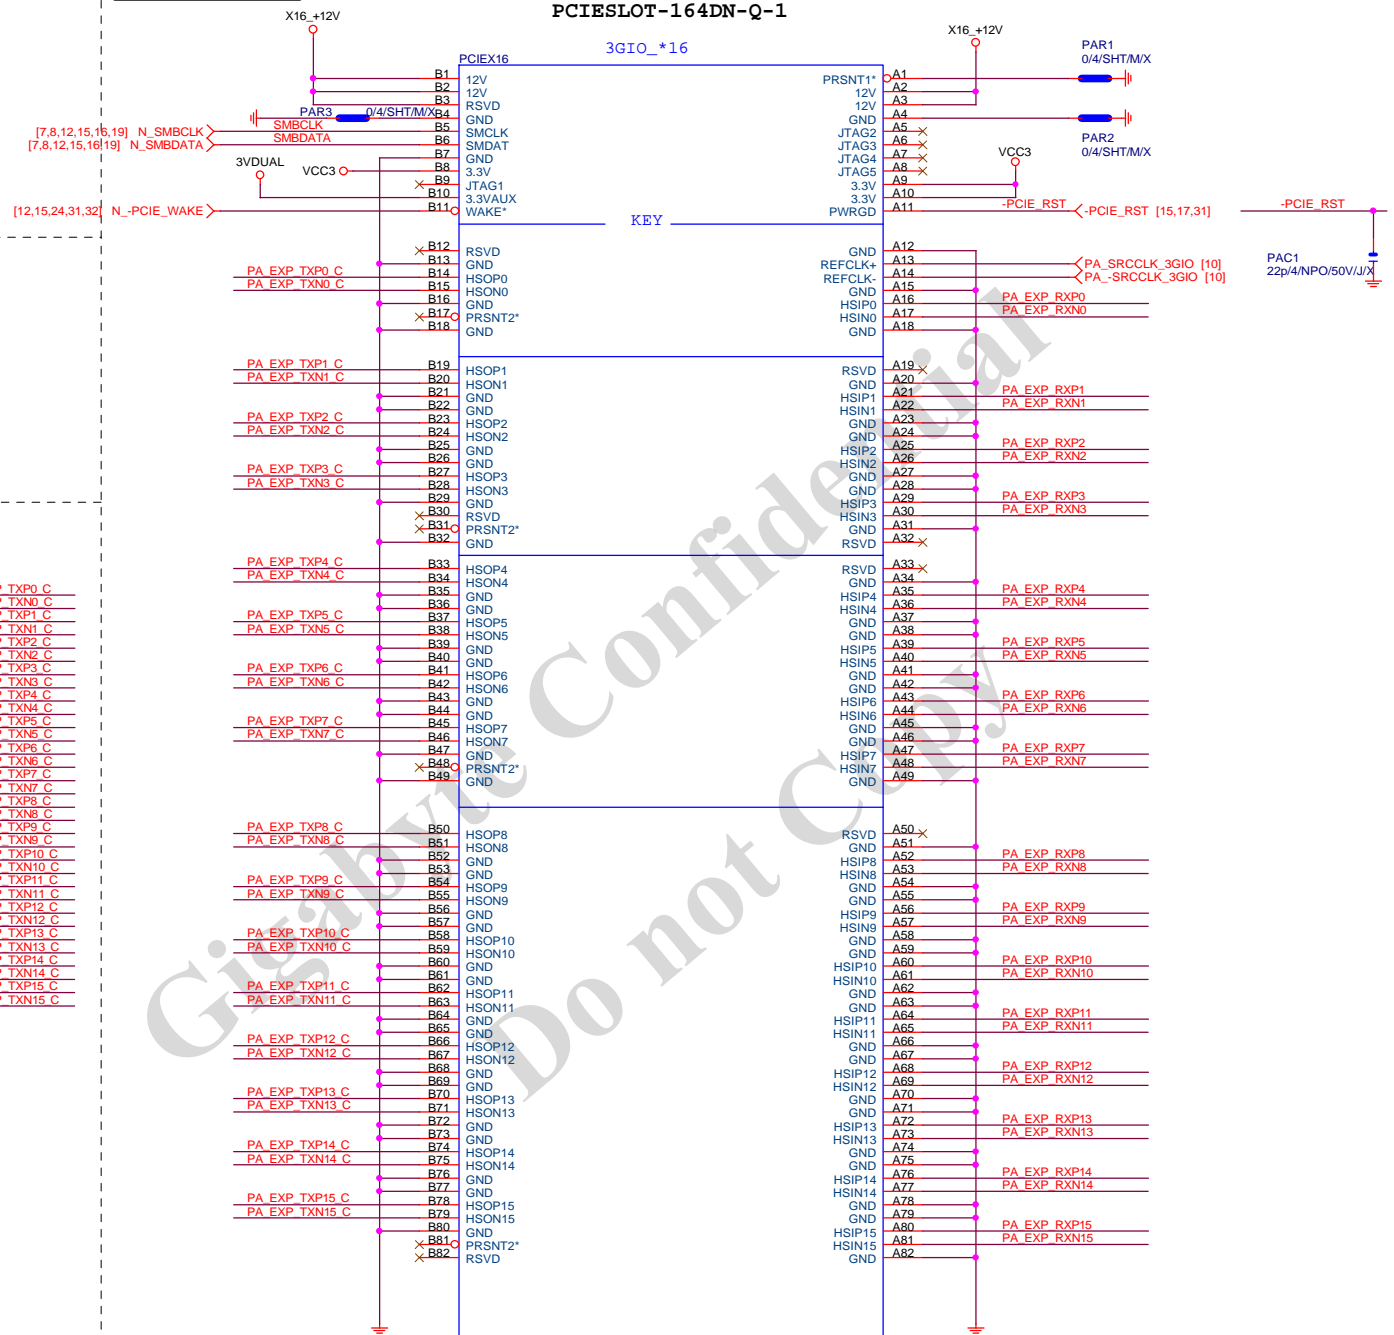 PCIESLOT-164DN-Q-1
3GIO_*16
PCIEX16
X16_+12V
X16_+12V
PAR1
0/4/SHT/M/X
PAR2
0/4/SHT/M/X
PAR3 0/4/SHT/M/X
[7,8,12,15,16,19] N_SMBCLK SMBCLK
[7,8,12,15,16,19] N_SMBDATA SMBDATA
3VDUAL
VCC3
VCC3
[12,15,24,31,32] N_-PCIE_WAKE
-PCIE_RST -PCIE_RST [15,17,31]
-PCIE_RST
PAC1
22p/4/NPO/50V/J/X
PA_SRCCLK_3GIO [10]
PA_-SRCCLK_3GIO [10]
KEY
B1 12V PRSNT1* A1
B2 12V 12V A2
B3 RSVD 12V A3
B4 GND GND A4
B5 SMCLK JTAG2 A5
B6 SMDAT JTAG3 A6
B7 GND JTAG4 A7
B8 3.3V JTAG5 A8
B9 JTAG1 3.3V A9
B10 3.3VAUX 3.3V A10
B11 WAKE* PWRGD A11
B12 RSVD GND A12
B13 GND REFCLK+ A13
PA_EXP_TXP0_C B14 HSOP0 REFCLK- A14
PA_EXP_TXN0_C B15 HSON0 GND A15
B16 GND HSIP0 A16 PA_EXP_RXP0
B17 PRSNT2* HSIN0 A17 PA_EXP_RXN0
B18 GND GND A18
PA_EXP_TXP1_C B19 HSOP1 RSVD A19
PA_EXP_TXN1_C B20 HSON1 GND A20
B21 GND HSIP1 A21 PA_EXP_RXP1
B22 GND HSIN1 A22 PA_EXP_RXN1
PA_EXP_TXP2_C B23 HSOP2 GND A23
PA_EXP_TXN2_C B24 HSON2 GND A24
B25 GND HSIP2 A25 PA_EXP_RXP2
B26 GND HSIN2 A26 PA_EXP_RXN2
PA_EXP_TXP3_C B27 HSOP3 GND A27
PA_EXP_TXN3_C B28 HSON3 GND A28
B29 GND HSIP3 A29 PA_EXP_RXP3
B30 RSVD HSIN3 A30 PA_EXP_RXN3
B31 PRSNT2* GND A31
B32 GND RSVD A32
PA_EXP_TXP4_C B33 HSOP4 RSVD A33
PA_EXP_TXN4_C B34 HSON4 GND A34
B35 GND HSIP4 A35 PA_EXP_RXP4
B36 GND HSIN4 A36 PA_EXP_RXN4
PA_EXP_TXP5_C B37 HSOP5 GND A37
PA_EXP_TXN5_C B38 HSON5 GND A38
B39 GND HSIP5 A39 PA_EXP_RXP5
B40 GND HSIN5 A40 PA_EXP_RXN5
PA_EXP_TXP6_C B41 HSOP6 GND A41
PA_EXP_TXN6_C B42 HSON6 GND A42
B43 GND HSIP6 A43 PA_EXP_RXP6
B44 GND HSIN6 A44 PA_EXP_RXN6
PA_EXP_TXP7_C B45 HSOP7 GND A45
PA_EXP_TXN7_C B46 HSON7 GND A46
B47 GND HSIP7 A47 PA_EXP_RXP7
B48 PRSNT2* HSIN7 A48 PA_EXP_RXN7
B49 GND GND A49
PA_EXP_TXP8_C B50 HSOP8 RSVD A50
PA_EXP_TXN8_C B51 HSON8 GND A51
B52 GND HSIP8 A52 PA_EXP_RXP8
B53 GND HSIN8 A53 PA_EXP_RXN8
PA_EXP_TXP9_C B54 HSOP9 GND A54
PA_EXP_TXN9_C B55 HSON9 GND A55
B56 GND HSIP9 A56 PA_EXP_RXP9
B57 GND HSIN9 A57 PA_EXP_RXN9
PA_EXP_TXP10_C B58 HSOP10 GND A58
PA_EXP_TXN10_C B59 HSON10 GND A59
B60 GND HSIP10 A60 PA_EXP_RXP10
B61 GND HSIN10 A61 PA_EXP_RXN10
PA_EXP_TXP11_C B62 HSOP11 GND A62
PA_EXP_TXN11_C B63 HSON11 GND A63
B64 GND HSIP11 A64 PA_EXP_RXP11
B65 GND HSIN11 A65 PA_EXP_RXN11
PA_EXP_TXP12_C B66 HSOP12 GND A66
PA_EXP_TXN12_C B67 HSON12 GND A67
B68 GND HSIP12 A68 PA_EXP_RXP12
B69 GND HSIN12 A69 PA_EXP_RXN12
PA_EXP_TXP13_C B70 HSOP13 GND A70
PA_EXP_TXN13_C B71 HSON13 GND A71
B72 GND HSIP13 A72 PA_EXP_RXP13
B73 GND HSIN13 A73 PA_EXP_RXN13
PA_EXP_TXP14_C B74 HSOP14 GND A74
PA_EXP_TXN14_C B75 HSON14 GND A75
B76 GND HSIP14 A76 PA_EXP_RXP14
B77 GND HSIN14 A77 PA_EXP_RXN14
PA_EXP_TXP15_C B78 HSOP15 GND A78
PA_EXP_TXN15_C B79 HSON15 GND A79
B80 GND HSIP15 A80 PA_EXP_RXP15
B81 PRSNT2* HSIN15 A81 PA_EXP_RXN15
B82 RSVD GND A82
TXP0_C
TXN0_C
TXP1_C
TXN1_C
TXP2_C
TXN2_C
TXP3_C
TXN3_C
TXP4_C
TXN4_C
TXP5_C
TXN5_C
TXP6_C
TXN6_C
TXP7_C
TXN7_C
TXP8_C
TXN8_C
TXP9_C
TXN9_C
TXP10_C
TXN10_C
TXP11_C
TXN11_C
TXP12_C
TXN12_C
TXP13_C
TXN13_C
TXP14_C
TXN14_C
TXP15_C
TXN15_C
Gigabyte Confidential
Do not Copy